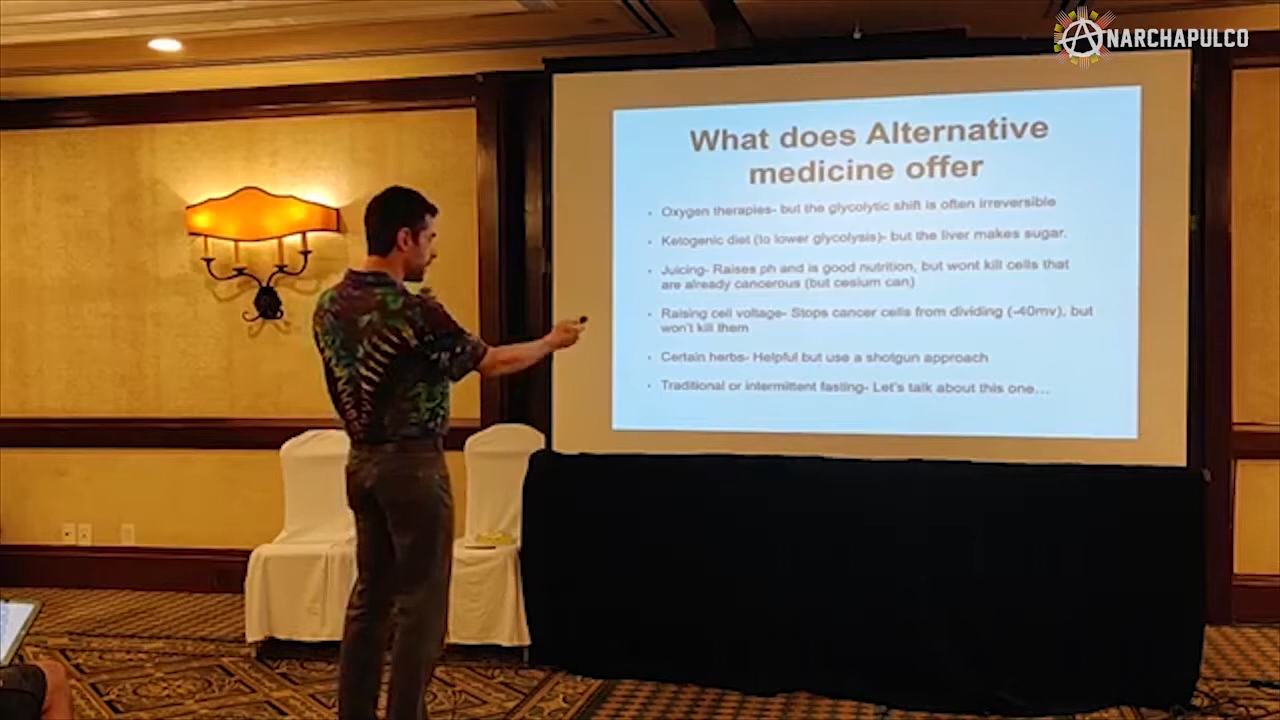 ANARCHAPULCO
What does Alternative
medicine offer
• Oxygen therapies- but the glycolytic shift is often irreversible
• Ketogenic diet (to lower glycolysis)- but the liver makes sugar.
• Juicing- Raises ph and is good nutrition, but wont kill cells that
are already cancerous (but cesium can)
• Raising cell voltage- Stops cancer cells from dividing (-40mv), but
won't kill them
• Certain herbs- Helpful but use a shotgun approach
• Traditional or intermittent fasting- Let's talk about this one…